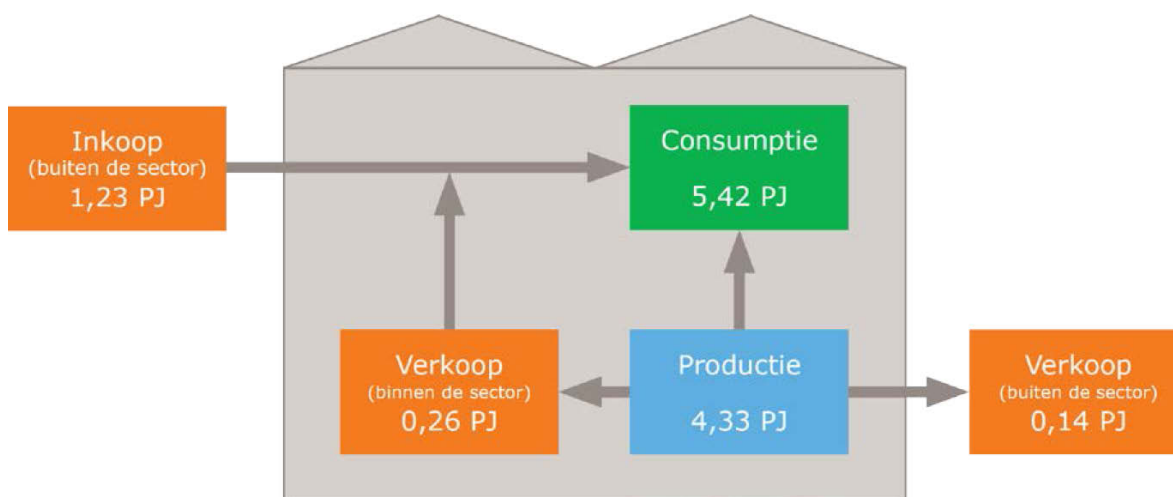 Inkoop
(buiten de sector)
1,23 PJ
Consumptie
5,42 PJ
Verkoop
(binnen de sector)
0,26 PJ
Productie
4,33 PJ
Verkoop
(buiten de sector)
0,14 PJ